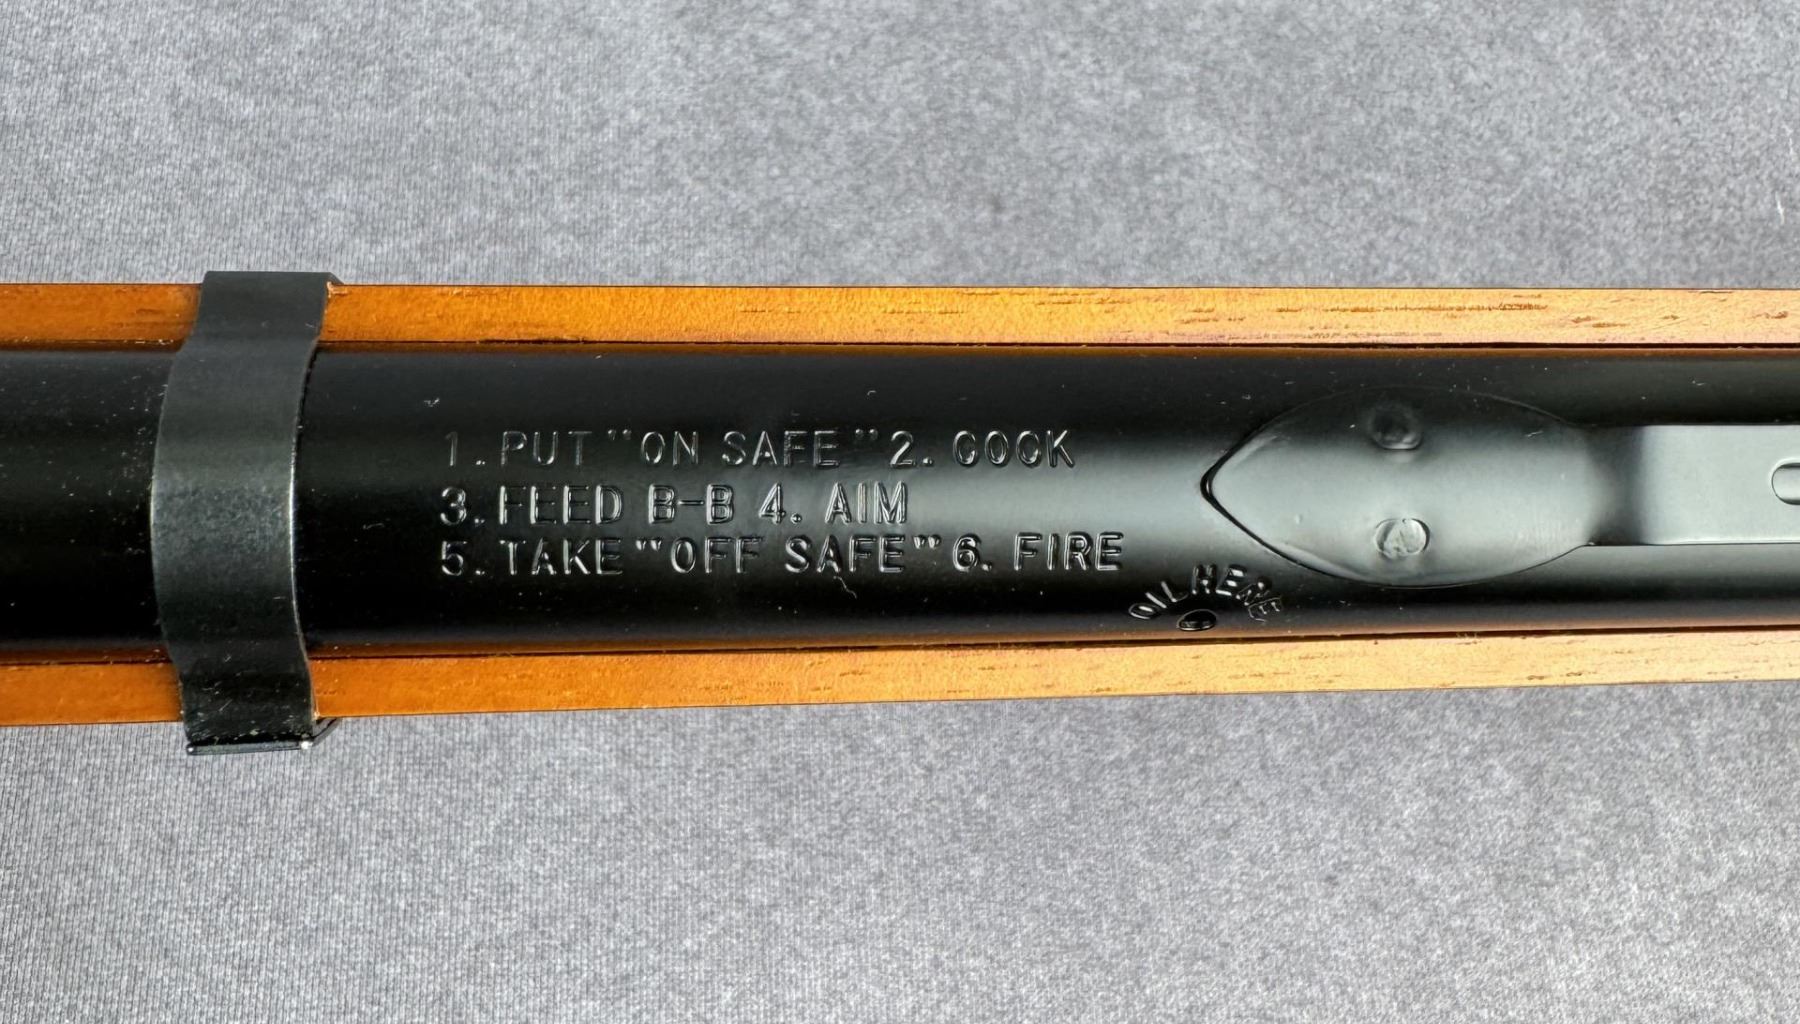 1. PUT "ON SAFE" 2. COCK
3. FEED B-B 4. AIM
5. TAKE "OFF SAFE" 6. FIRE
OIL HERE